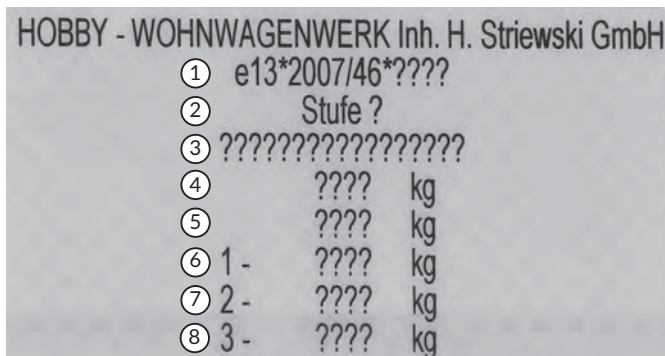 HOBBY - WOHNWAGENWERK Inh. H. Striewski GmbH
1 e13*2007/46*????
2 Stufe ?
3 ?????????????????
4 ???? kg
5 ???? kg
6 1 - ???? kg
7 2 - ???? kg
8 3 - ???? kg